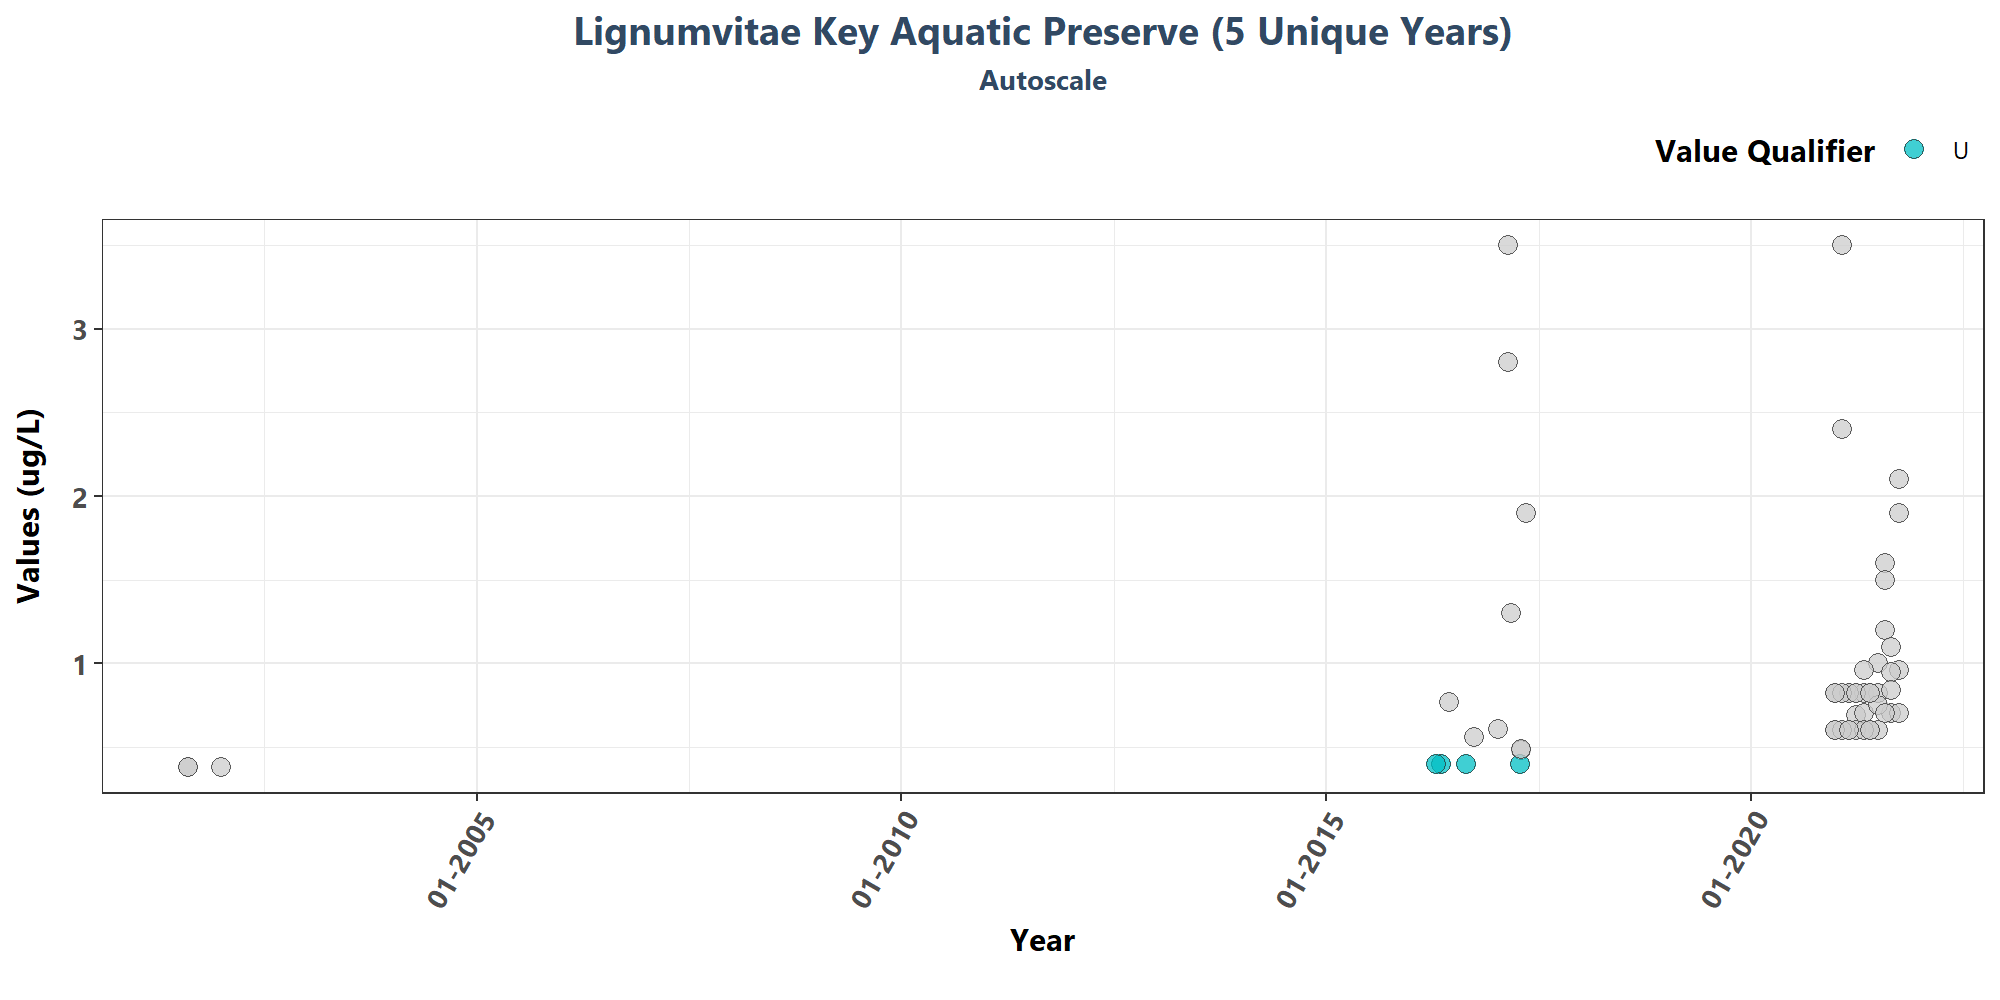 Lignumvitae Key Aquatic Preserve (5 Unique Years)
Autoscale
Value Qualifier U
Values (ug/L)
3
2
1
01-2005 01-2010 01-2015 01-2020
Year